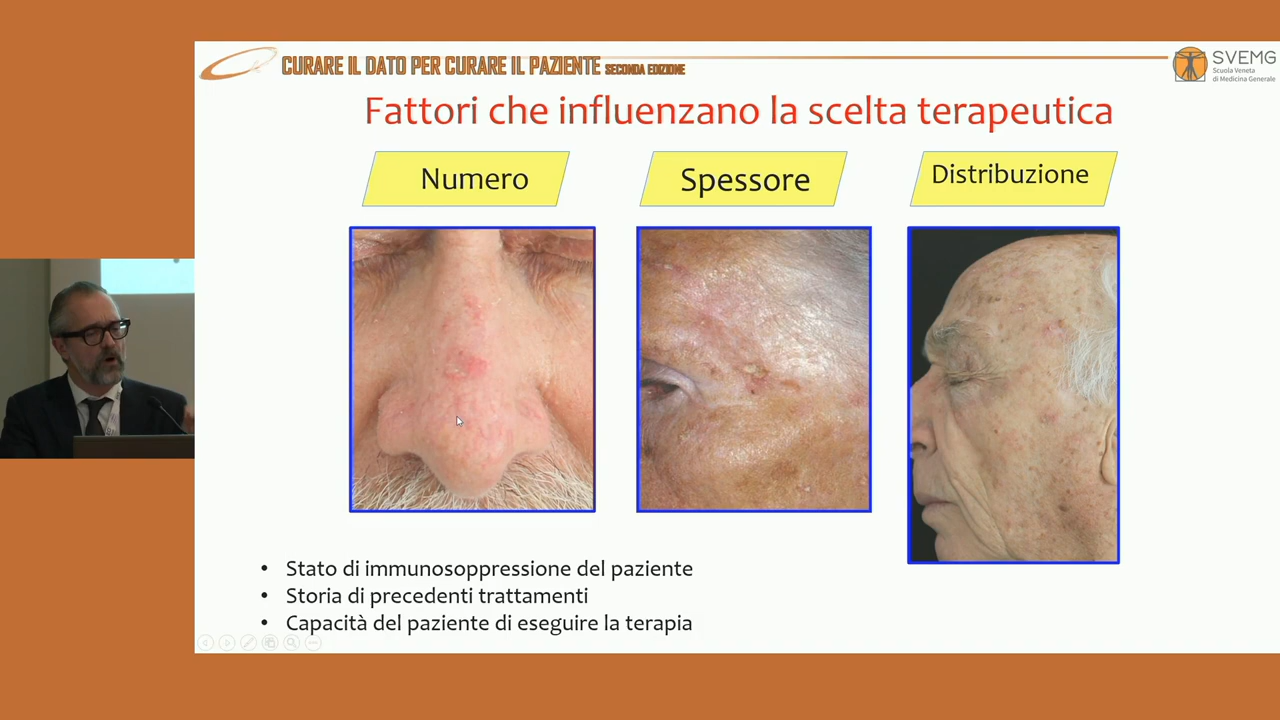 CURARE IL DATO PER CURARE IL PAZIENTE SECONDA EDIZIONE
SVEMG
Scuola Veneta
di Medicina Generale
Fattori che influenzano la scelta terapeutica
Numero
Spessore
Distribuzione
• Stato di immunosoppressione del paziente
• Storia di precedenti trattamenti
• Capacità del paziente di eseguire la terapia